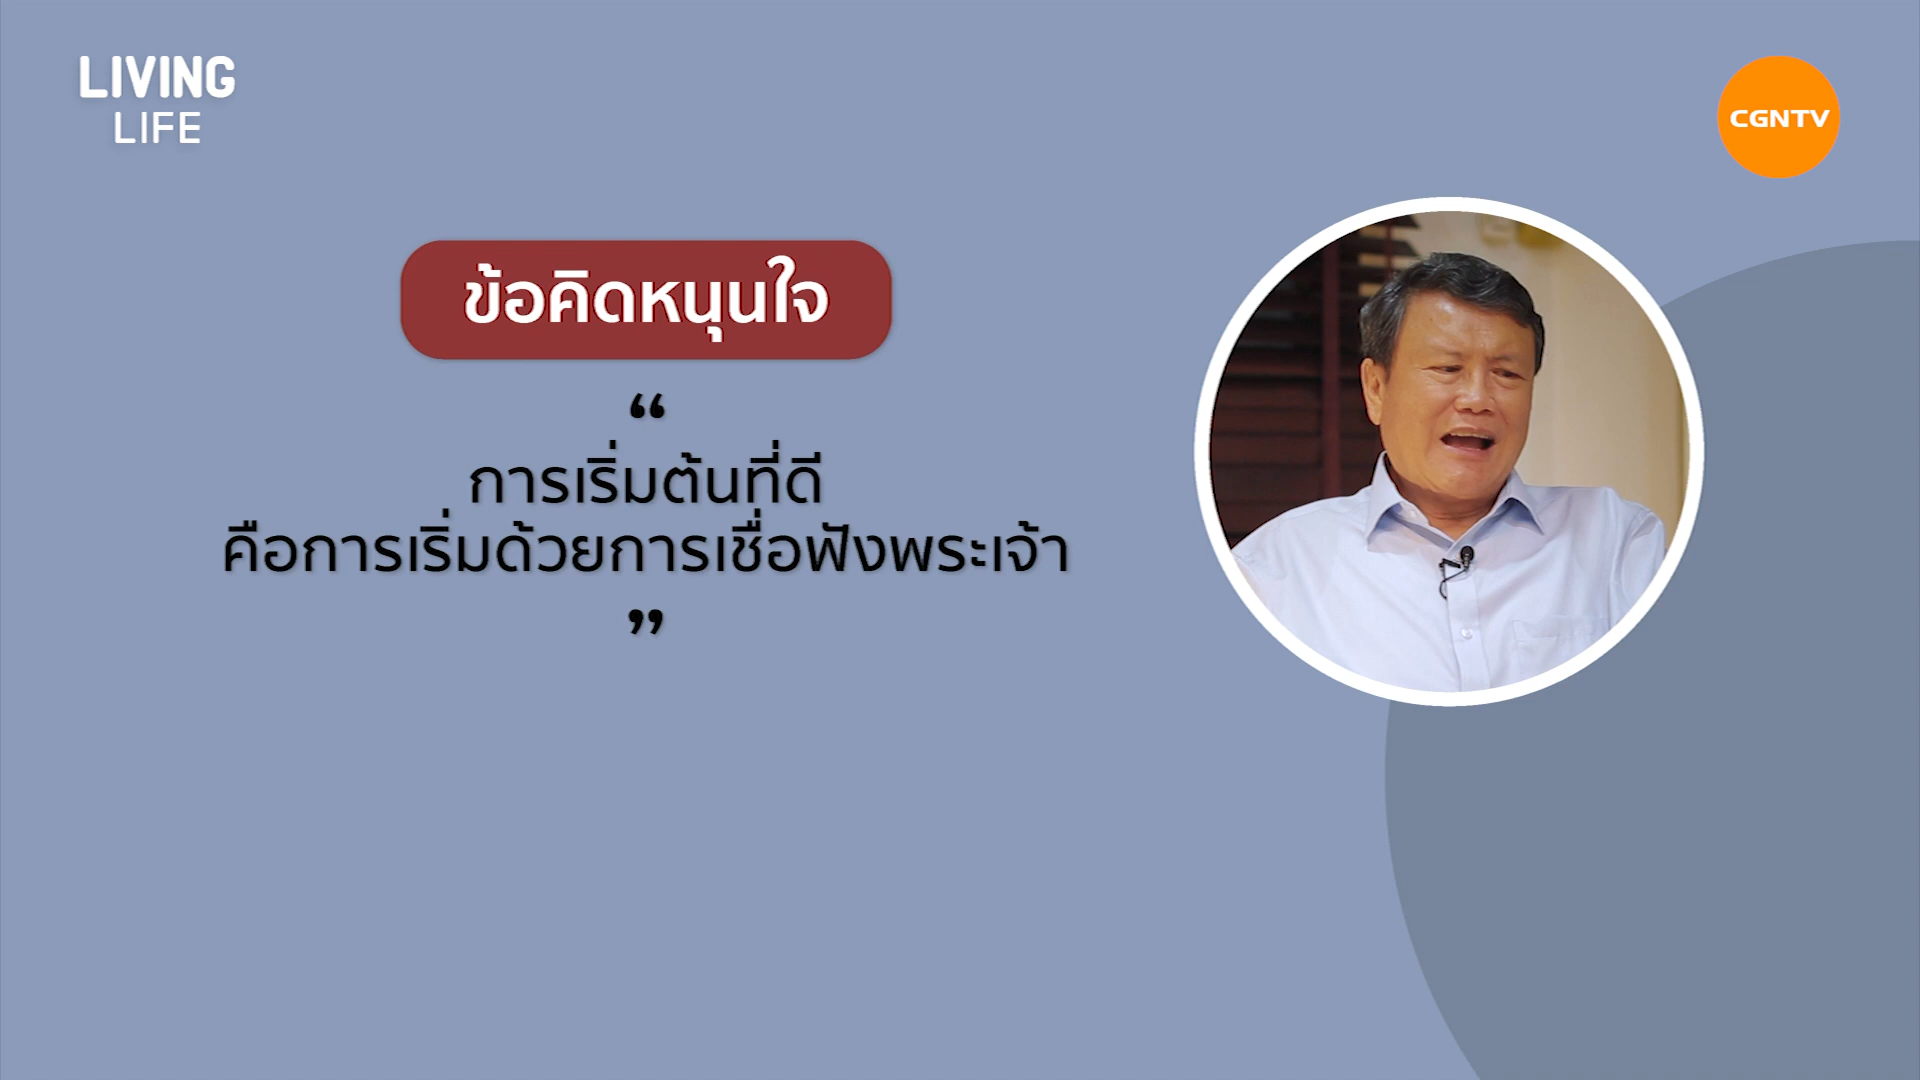 LIVING
LIFE
CGNTV
ข้อคิดหนุนใจ
“
การเริ่มต้นที่ดี
คือการเริ่มด้วยการเชื่อฟังพระเจ้า
”